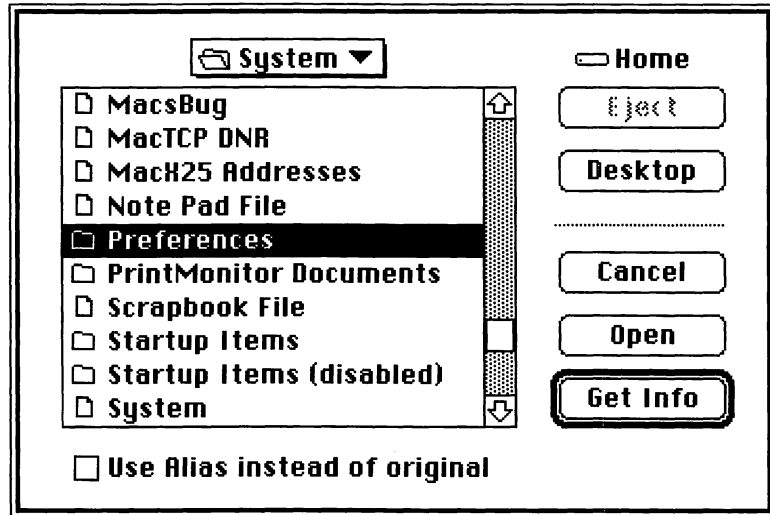 System
Home
MacsBug
MacTCP DNR
MacX25 Addresses
Note Pad File
Preferences
PrintMonitor Documents
Scrapbook File
Startup Items
Startup Items (disabled)
System
Eject
Desktop
Cancel
Open
Get Info
Use Alias instead of original